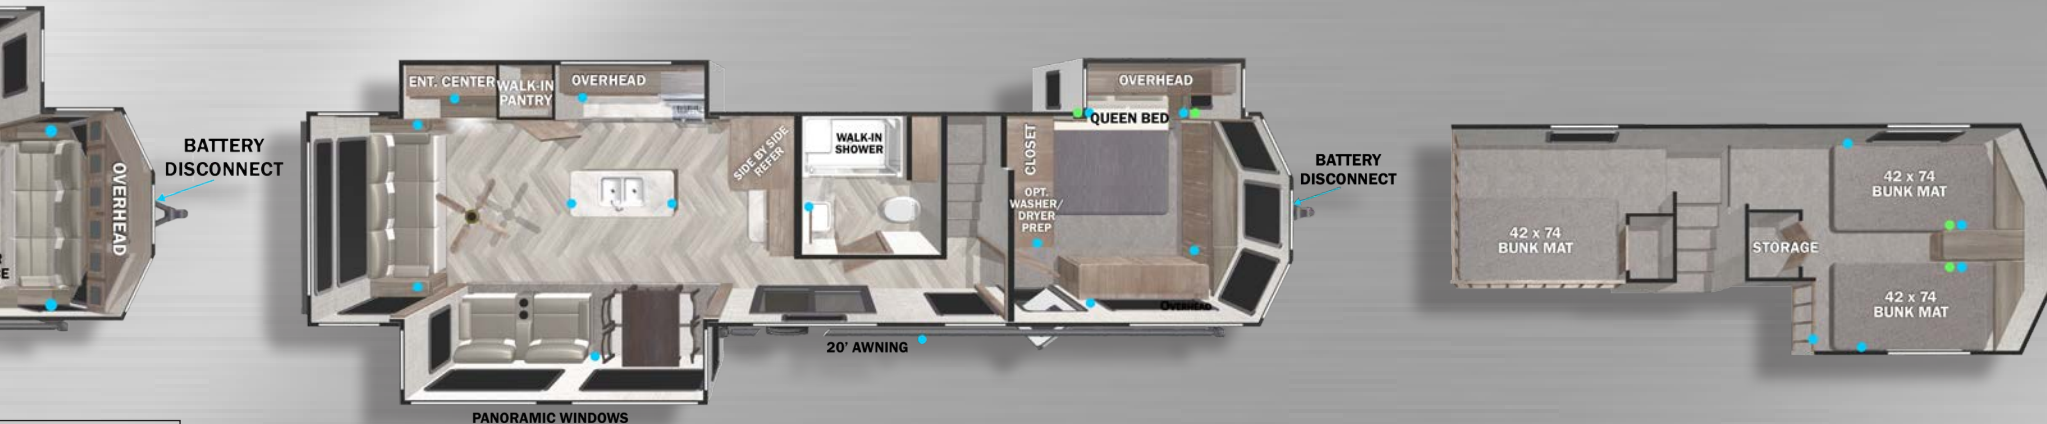 OVERHEAD
BATTERY
DISCONNECT
ENT. CENTER
WALK-IN
PANTRY
OVERHEAD
SIDE BY SIDE
REFER
WALK-IN
SHOWER
CLOSET
OPT.
WASHER/
DRYER
PREP
OVERHEAD
QUEEN BED
OVERHEAD
BATTERY
DISCONNECT
20' AWNING
PANORAMIC WINDOWS
42 x 74
BUNK MAT
STORAGE
42 x 74
BUNK MAT
42 x 74
BUNK MAT